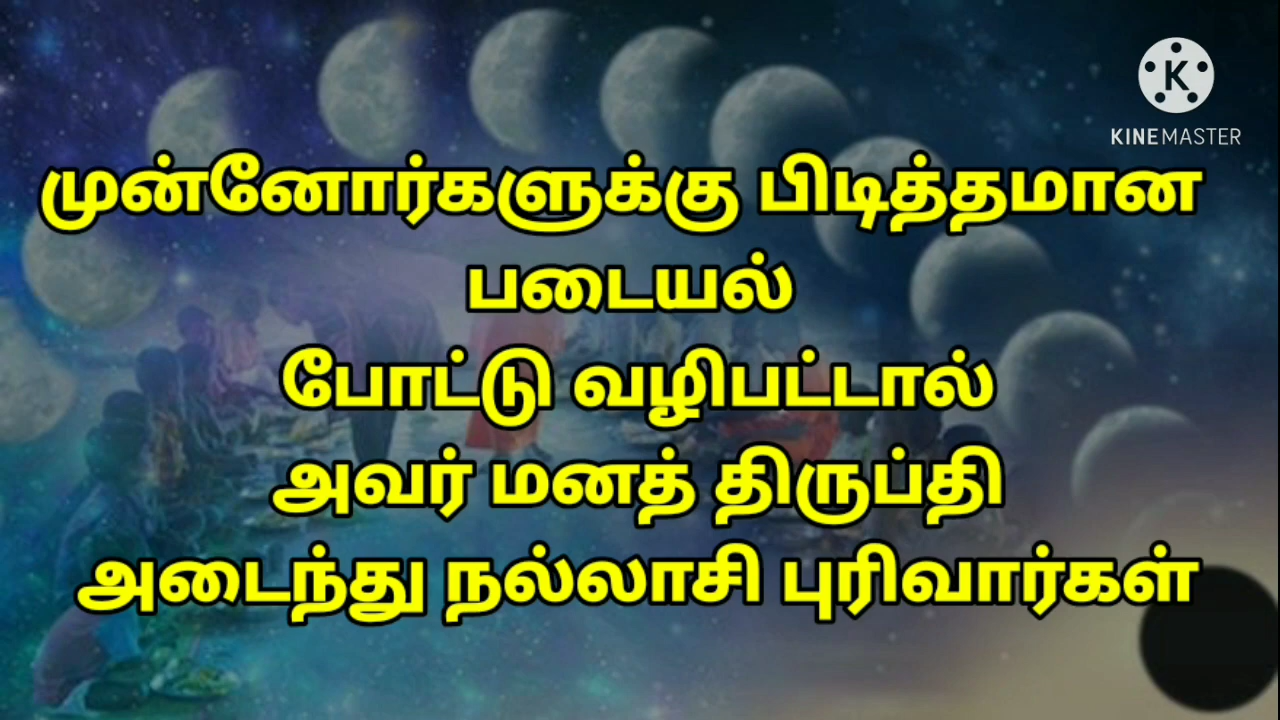 KINEMASTER
முன்னோர்களுக்கு பிடித்தமான
படையல்
போட்டு வழிபட்டால்
அவர் மனத் திருப்தி
அடைந்து நல்லாசி புரிவார்கள்